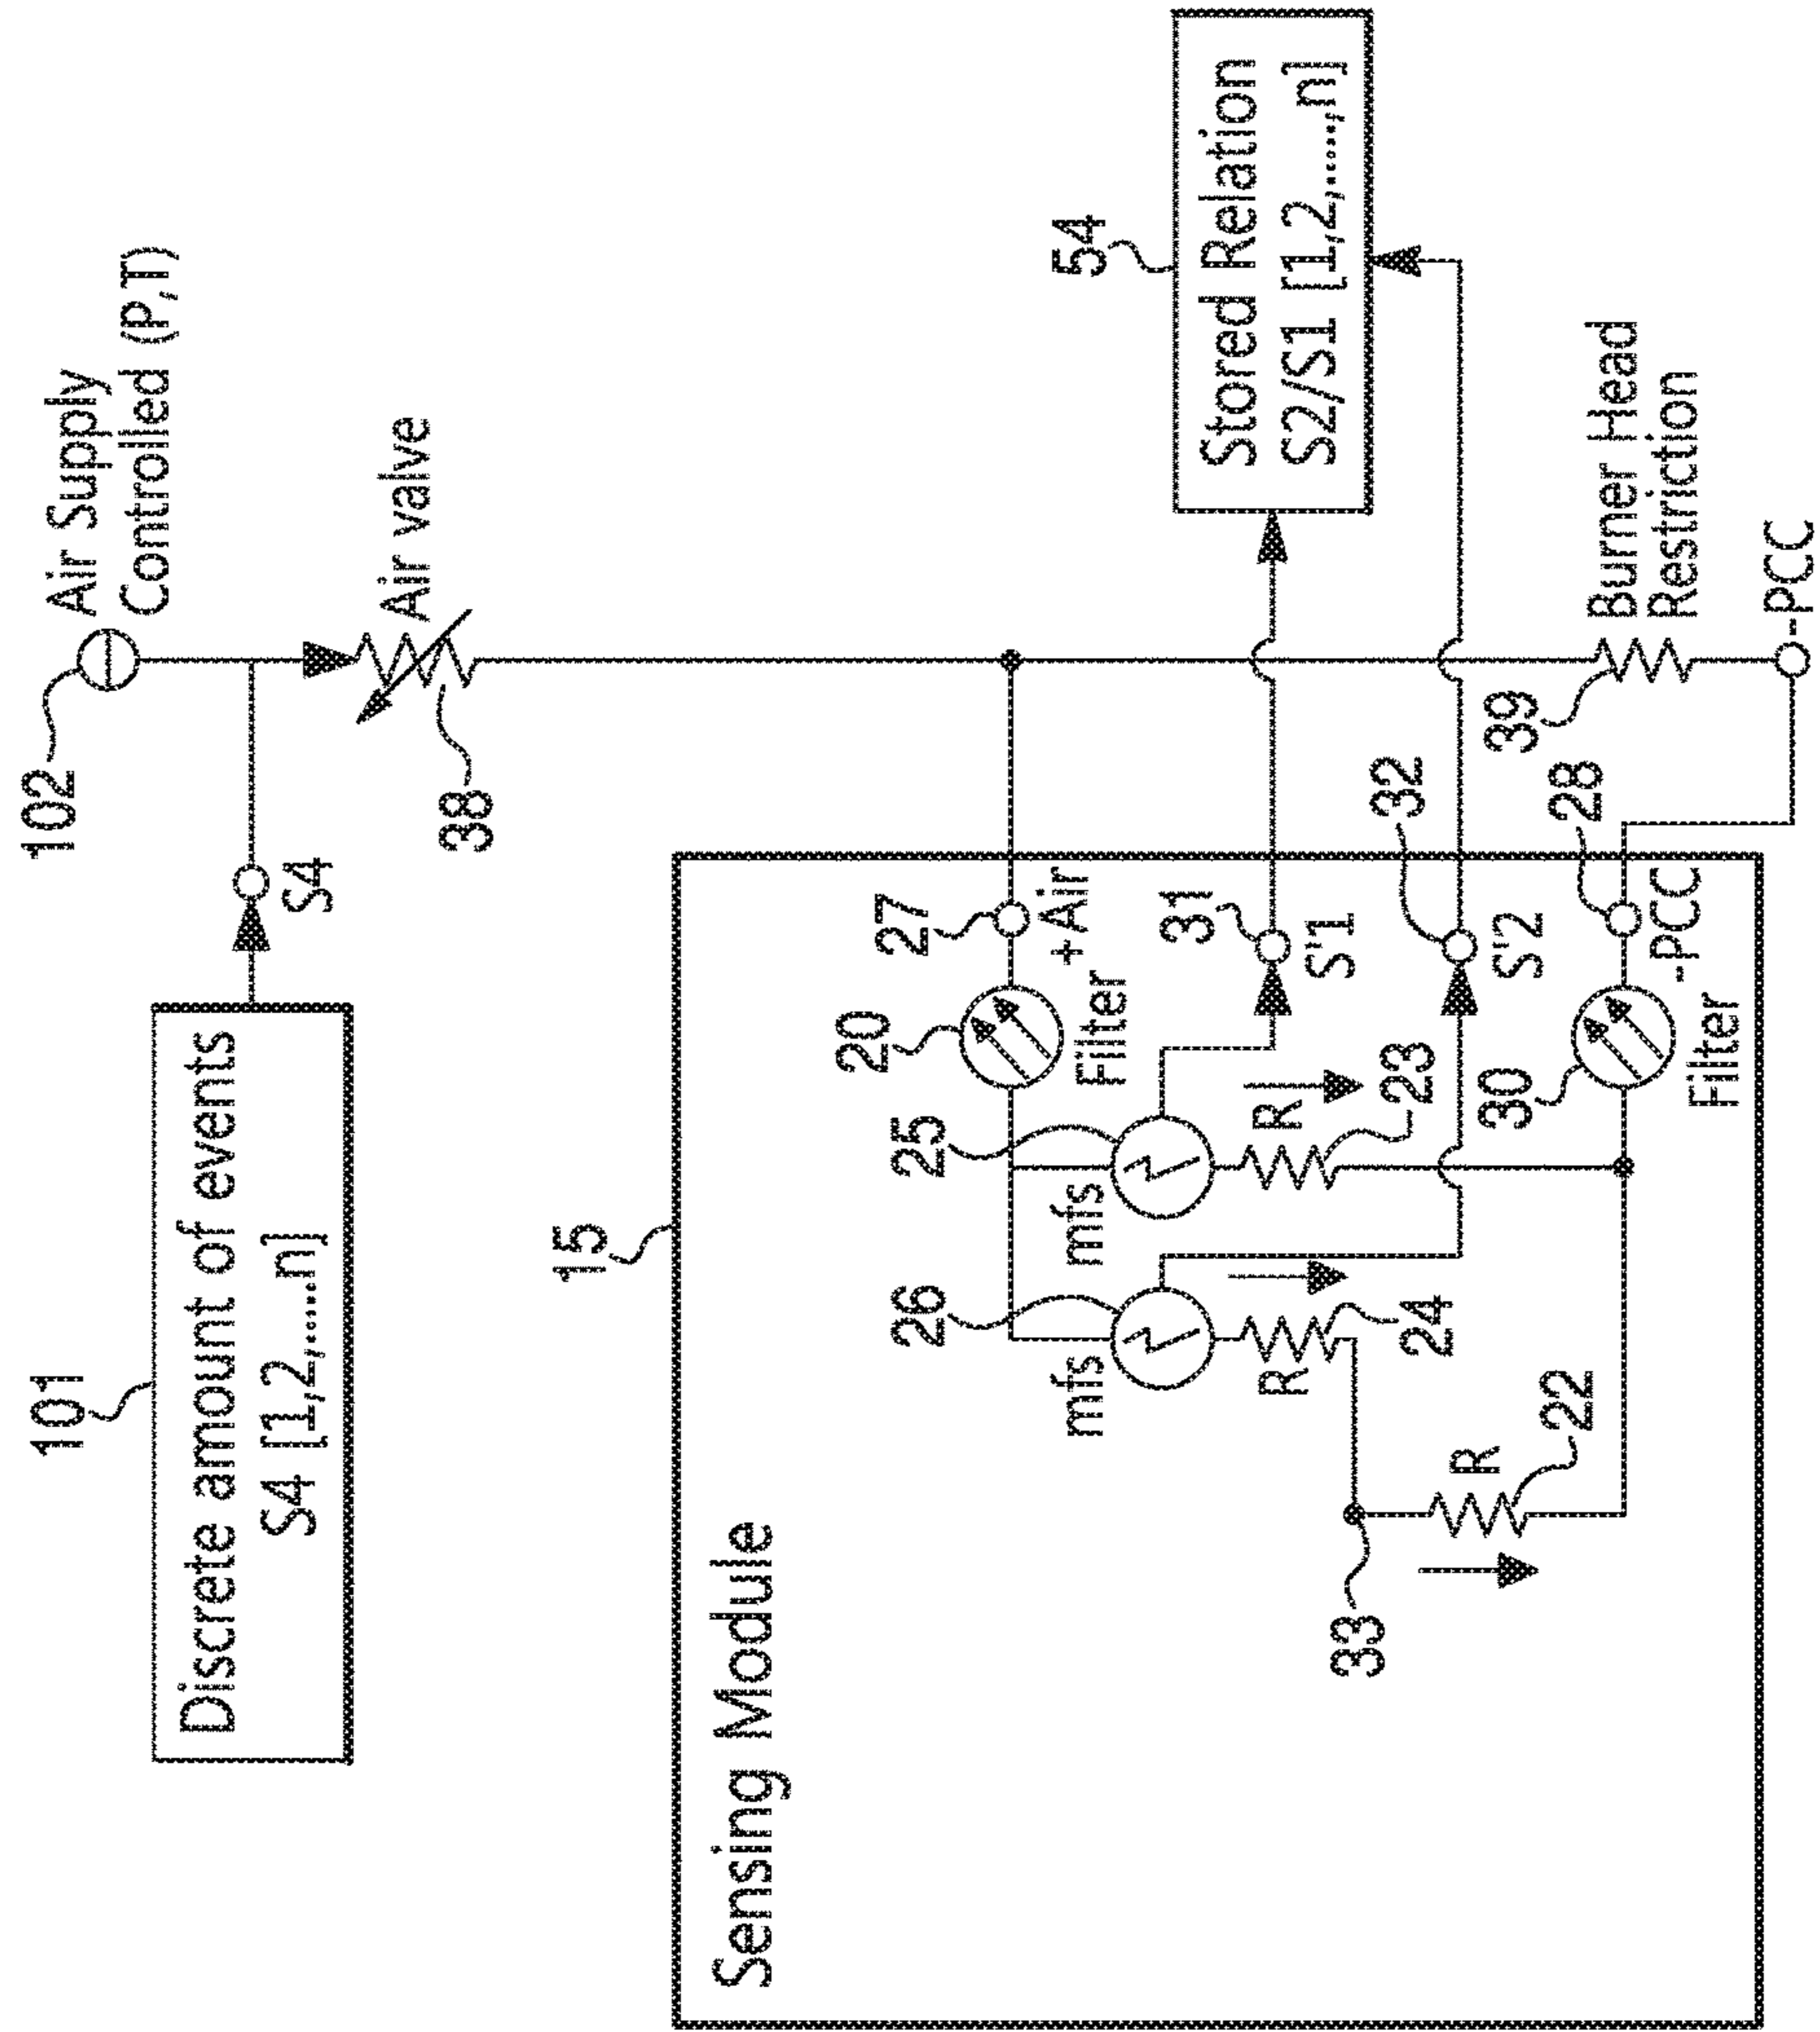 101
Discrete amount of events
S4 [1,2,.....n]
S4
102
Air Supply
Controlled (P,T)
Air valve
38
15
Sensing Module
26
mfs
25
mfs
20
Filter
27
+Air
31
S'1
R
23
R
24
32
S'2
33
R
22
30
Filter
28
-PCC
54
Stored Relation
S2/S1 [1,2,.....,n]
39
Burner Head
Restriction
-PCC